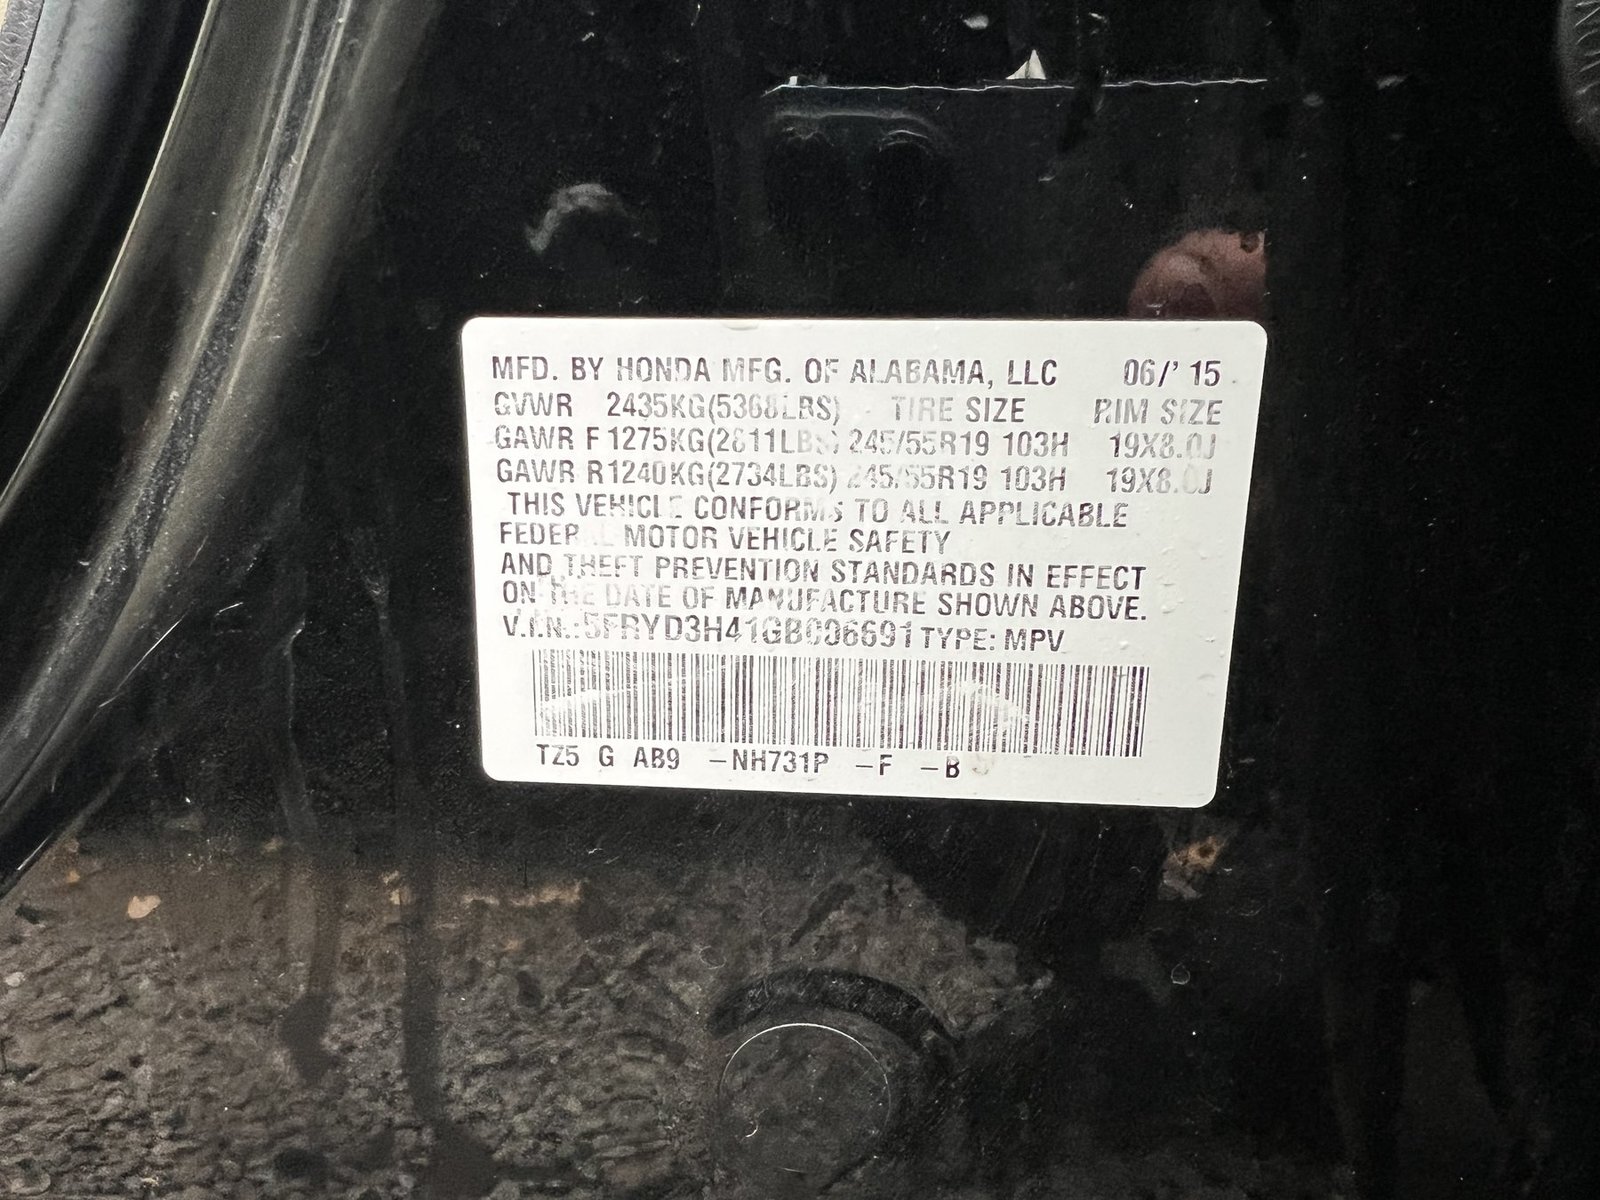 MFD. BY HONDA MFG. OF ALABAMA, LLC 06/' 15
GVWR 2435KG(5368LBS) TIRE SIZE RIM SIZE
GAWR F 1275KG(2811LBS) 245/55R19 103H 19X8.0J
GAWR R 1240KG(2734LBS) 245/55R19 103H 19X8.0J
THIS VEHICLE CONFORMS TO ALL APPLICABLE
FEDERAL MOTOR VEHICLE SAFETY
AND THEFT PREVENTION STANDARDS IN EFFECT
ON THE DATE OF MANUFACTURE SHOWN ABOVE.
V.I.N.: 5FRYD3H41GB006691 TYPE: MPV
TZ5 G AB9 -NH731P -F -B